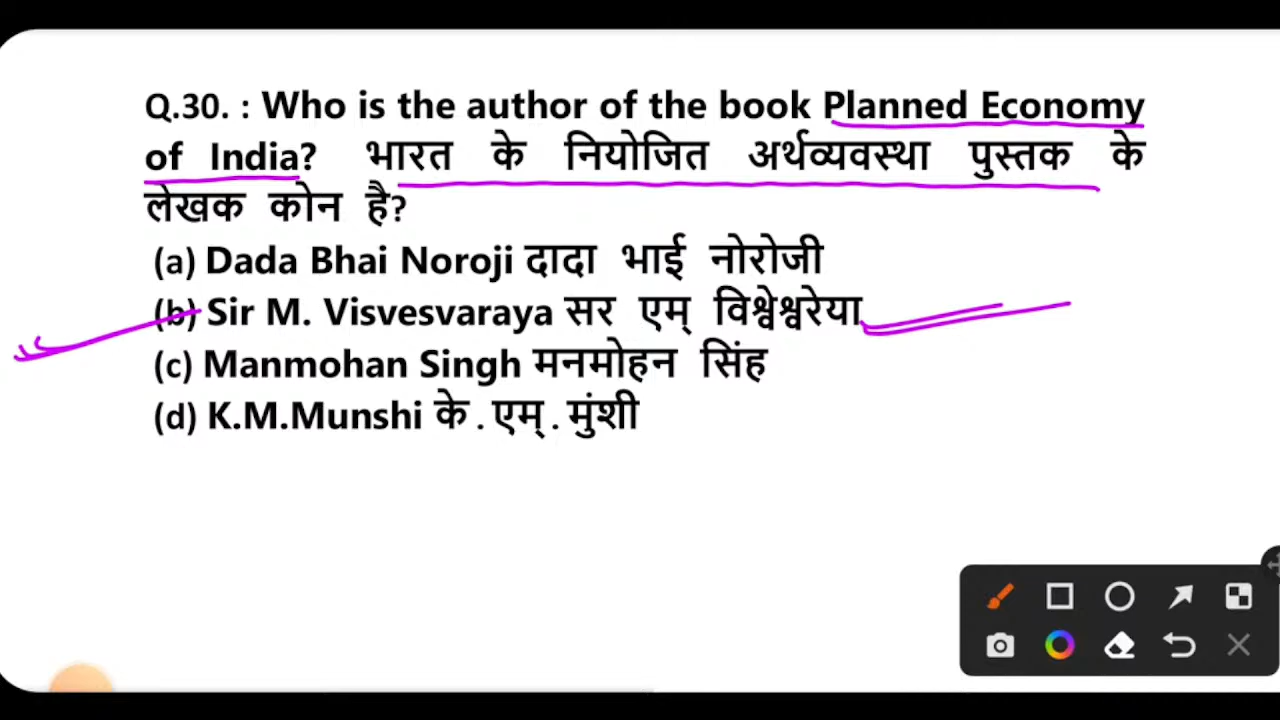 Q.30. : Who is the author of the book Planned Economy
of India? भारत के नियोजित अर्थव्यवस्था पुस्तक के
लेखक कोन है?
(a) Dada Bhai Noroji दादा भाई नोरोजी
(b) Sir M. Visvesvaraya सर एम् विश्वेश्वरेया
(c) Manmohan Singh मनमोहन सिंह
(d) K.M.Munshi के . एम् . मुंशी